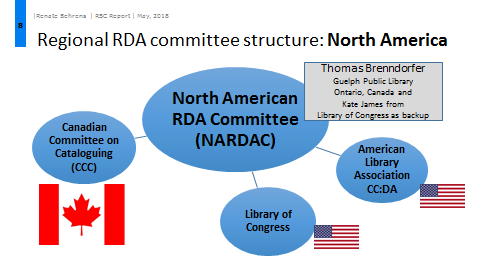 |Renate Behrens | RSC Report | May, 2018
8
Regional RDA committee structure: North America
Thomas Brenndorfer
Guelph Public Library
Ontario, Canada and
Kate James from
Library of Congress as backup
North American
RDA Committee
(NARDAC)
Canadian
Committee on
Cataloguing
(CCC)
American
Library
Association
CC:DA
Library of
Congress